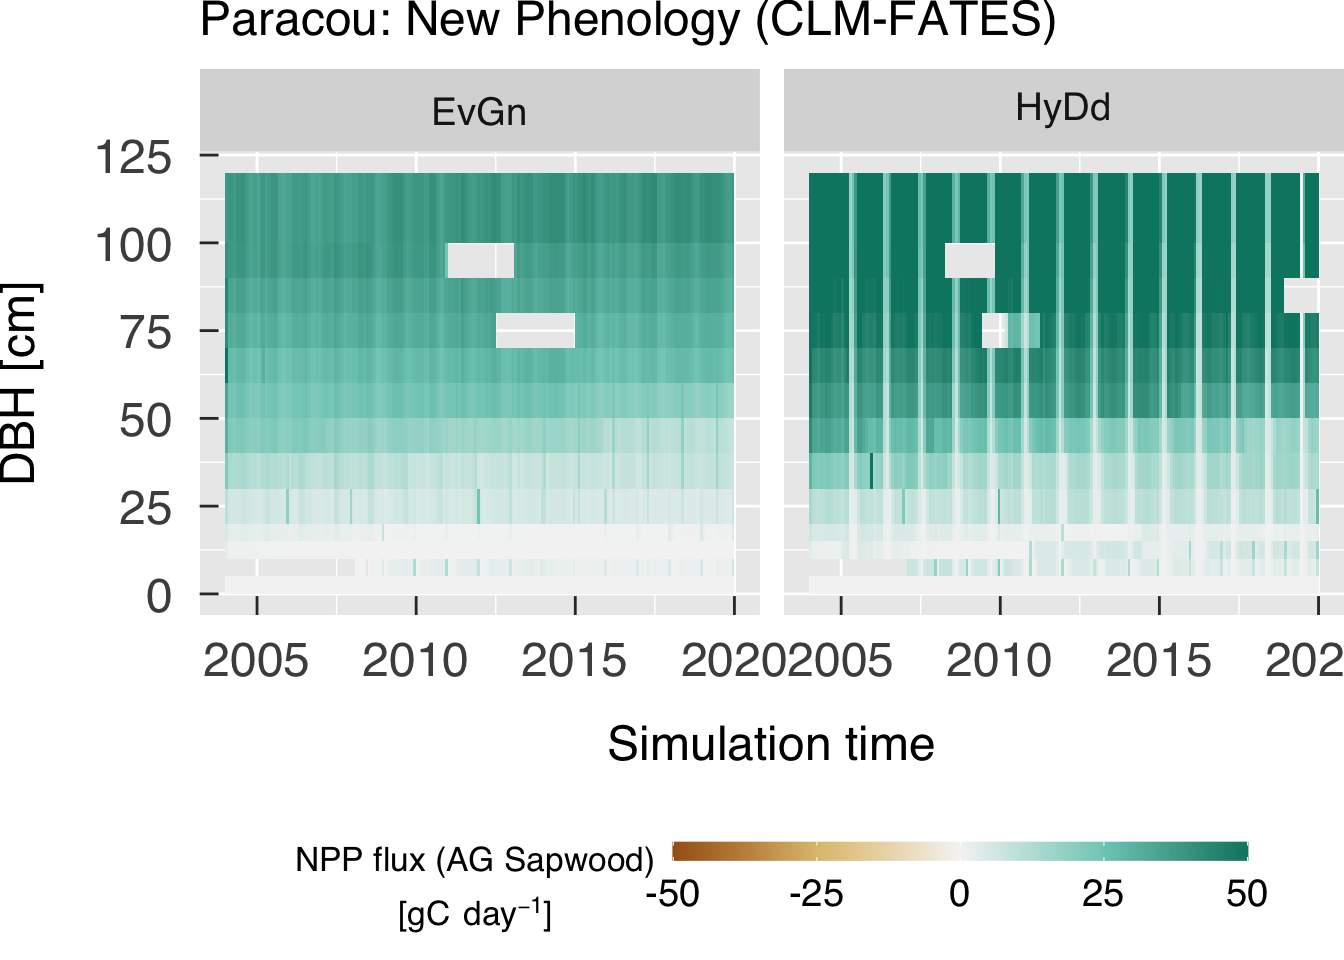 Paracou: New Phenology (CLM-FATES)
EvGn
HyDd
DBH [cm]
125
100
75
50
25
0
2005
2010
2015
2020
2005
2010
2015
202
Simulation time
NPP flux (AG Sapwood)
[gC day⁻¹]
-50
-25
0
25
50